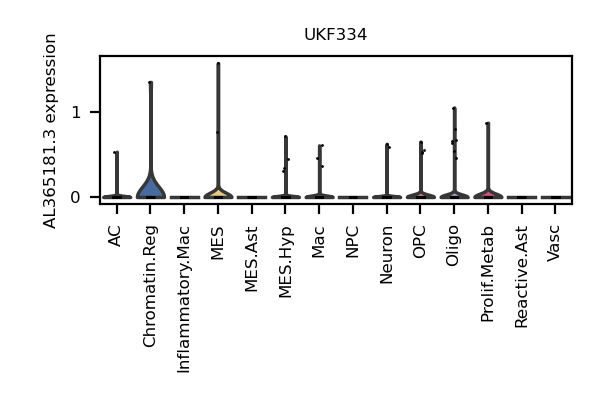 UKF334
AL365181.3 expression
1
0
AC
Chromatin.Reg
Inflammatory.Mac
MES
MES.Ast
MES.Hyp
Mac
NPC
Neuron
OPC
Oligo
Prolif.Metab
Reactive.Ast
Vasc